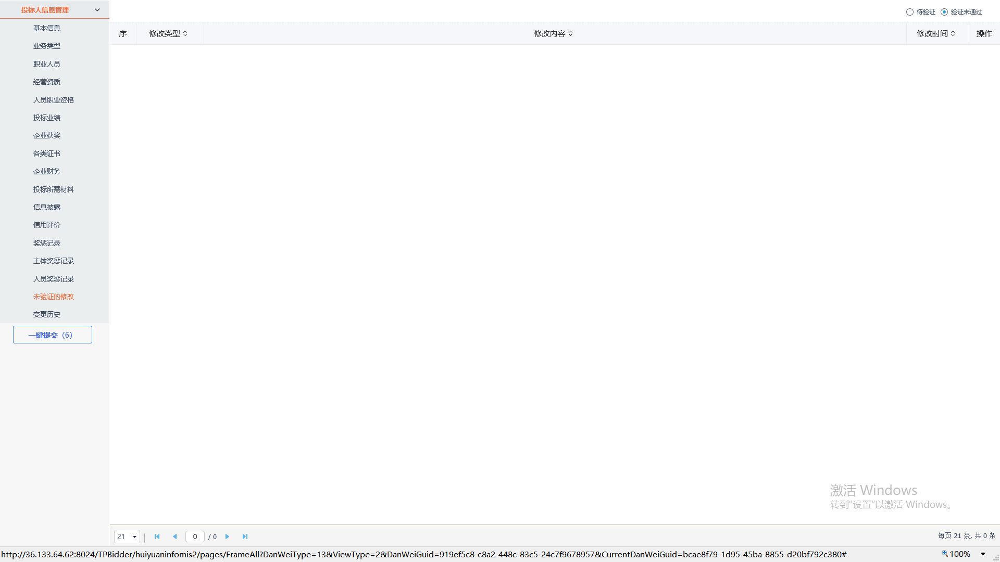 投标人信息管理
基本信息
业务类型
职业人员
经营资质
人员职业资格
投标业绩
企业获奖
各类证书
企业财务
投标所需材料
信息披露
信用评价
奖惩记录
主体奖惩记录
人员奖惩记录
未验证的修改
变更历史
一键提交（6）
待验证 验证未通过
序 修改类型 修改内容 修改时间 操作
激活 Windows
转到“设置”以激活 Windows。
21 0 / 0 每页 21 条, 共 0 条
http://36.133.64.62:8024/TPBidder/huiyuaninfomis2/pages/FrameAll?DanWeiType=13&ViewType=2&DanWeiGuid=919ef5c8-c8a2-448c-83c5-24c7f9678957&CurrentDanWeiGuid=bcae8f79-1d95-45ba-8855-d20bf792c380# 100%